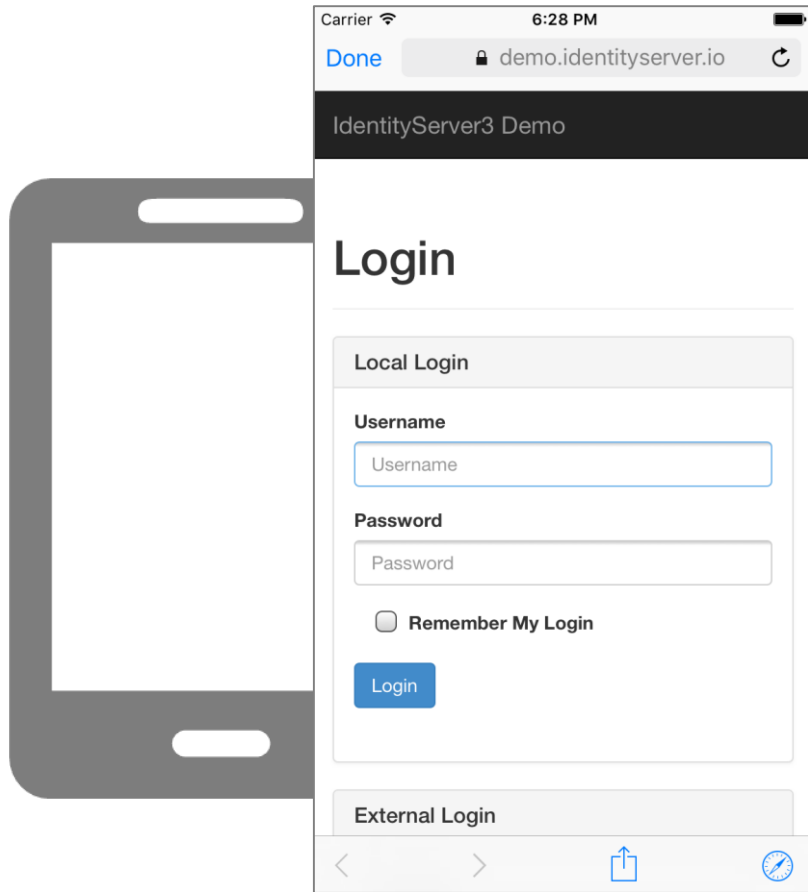 Carrier 6:28 PM
Done demo.identityserver.io
IdentityServer3 Demo
Login
Local Login
Username
Username
Password
Password
Remember My Login
Login
External Login